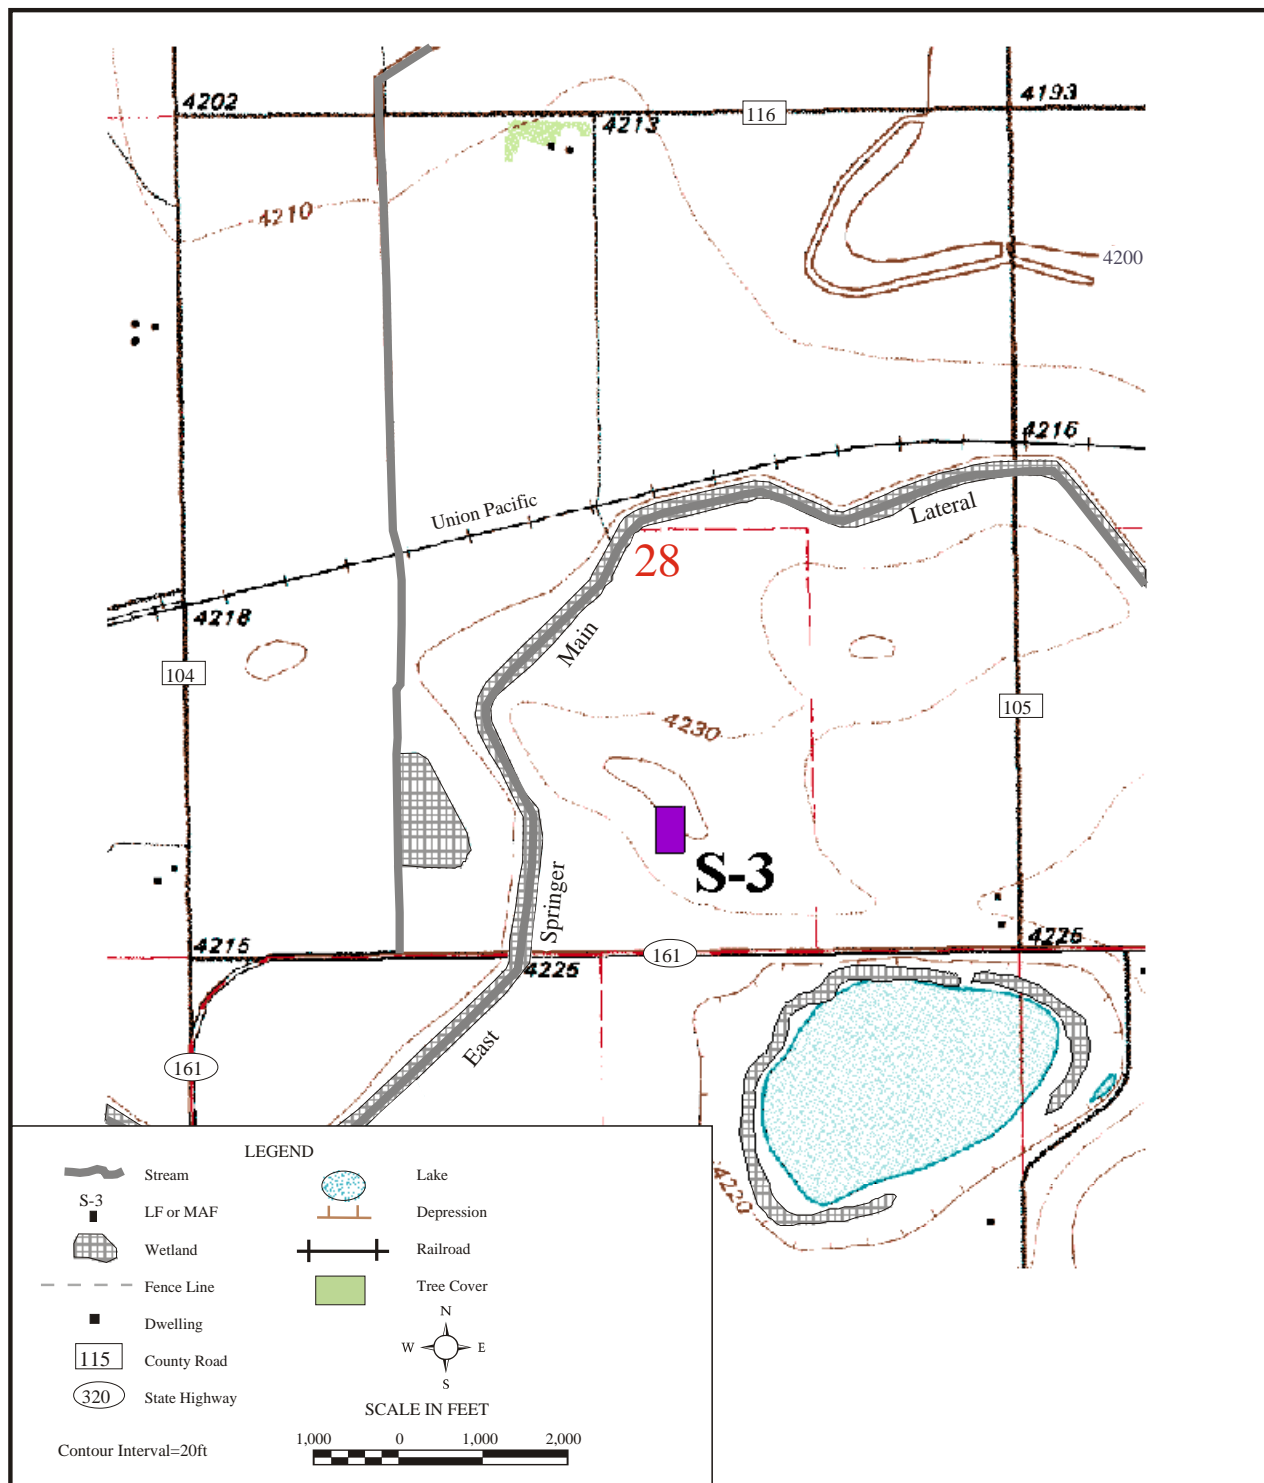 4202
116
4193
4213
4210
4200
4216
Union Pacific
Lateral
28
4218
Main
104
105
4230
S-3
Springer
4215
161
4226
4225
East
161
4220
LEGEND
Stream
Lake
S-3
LF or MAF
Depression
Wetland
Railroad
Fence Line
Tree Cover
Dwelling
N
W E
S
115
County Road
320
State Highway
SCALE IN FEET
Contour Interval=20ft
1,000 0 1,000 2,000